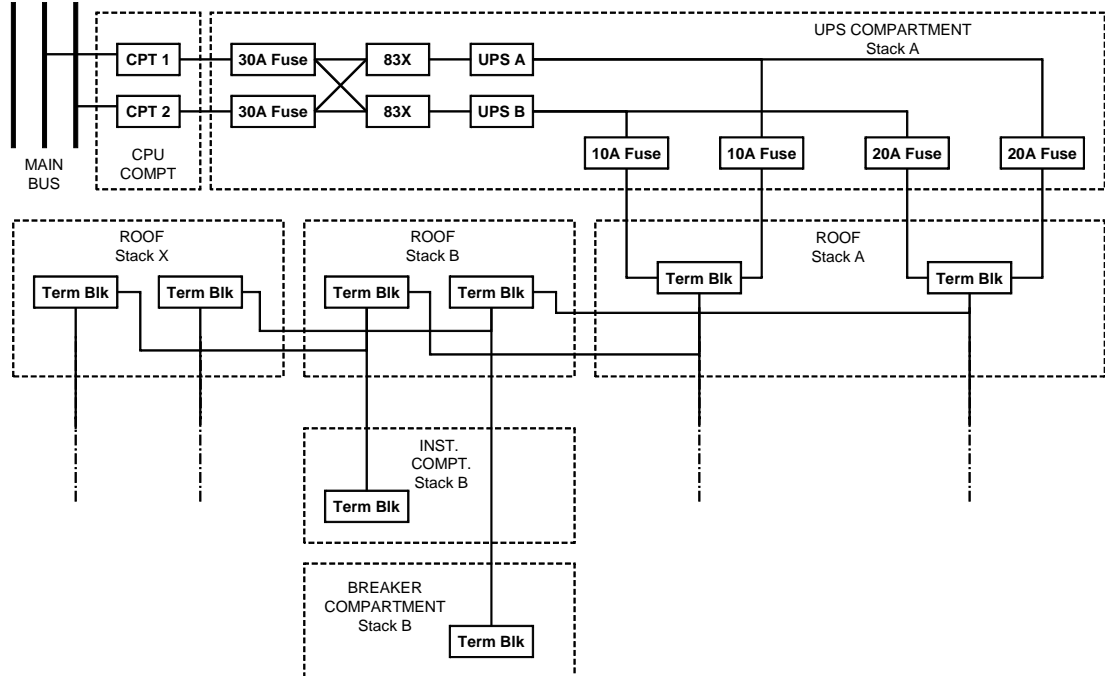 UPS COMPARTMENT
Stack A
CPT 1
30A Fuse
83X
UPS A
CPT 2
30A Fuse
83X
UPS B
MAIN
BUS
CPU
COMPT
10A Fuse
10A Fuse
20A Fuse
20A Fuse
ROOF
Stack X
Term Blk
Term Blk
ROOF
Stack B
Term Blk
Term Blk
ROOF
Stack A
Term Blk
Term Blk
INST.
COMPT.
Stack B
Term Blk
BREAKER
COMPARTMENT
Stack B
Term Blk